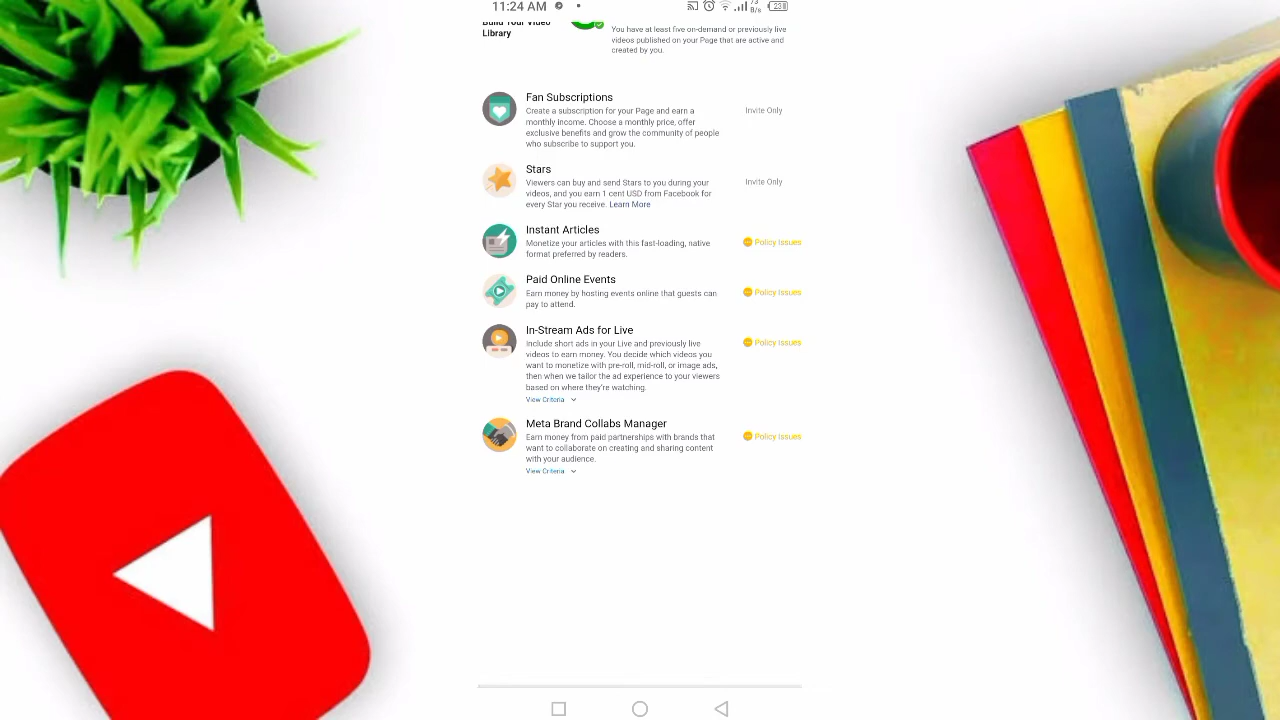 11:24 AM
73
B/s
23
Build Your Video
Library
You have at least five on-demand or previously live
videos published on your Page that are active and
created by you.
Fan Subscriptions
Create a subscription for your Page and earn a
monthly income. Choose a monthly price, offer
exclusive benefits and grow the community of people
who subscribe to support you.
Invite Only
Stars
Viewers can buy and send Stars to you during your
videos, and you earn 1 cent USD from Facebook for
every Star you receive. Learn More
Invite Only
Instant Articles
Monetize your articles with this fast-loading, native
format preferred by readers.
Policy Issues
Paid Online Events
Earn money by hosting events online that guests can
pay to attend.
Policy Issues
In-Stream Ads for Live
Include short ads in your Live and previously live
videos to earn money. You decide which videos you
want to monetize with pre-roll, mid-roll, or image ads,
then when we tailor the ad experience to your viewers
based on where they're watching.
View Criteria
Policy Issues
Meta Brand Collabs Manager
Earn money from paid partnerships with brands that
want to collaborate on creating and sharing content
with your audience.
View Criteria
Policy Issues